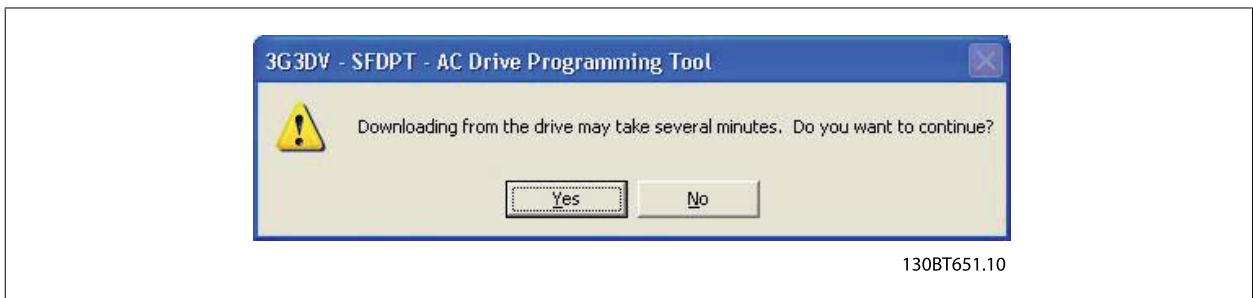 3G3DV - SFDPT - AC Drive Programming Tool
Downloading from the drive may take several minutes. Do you want to continue?
Yes
No
130BT651.10